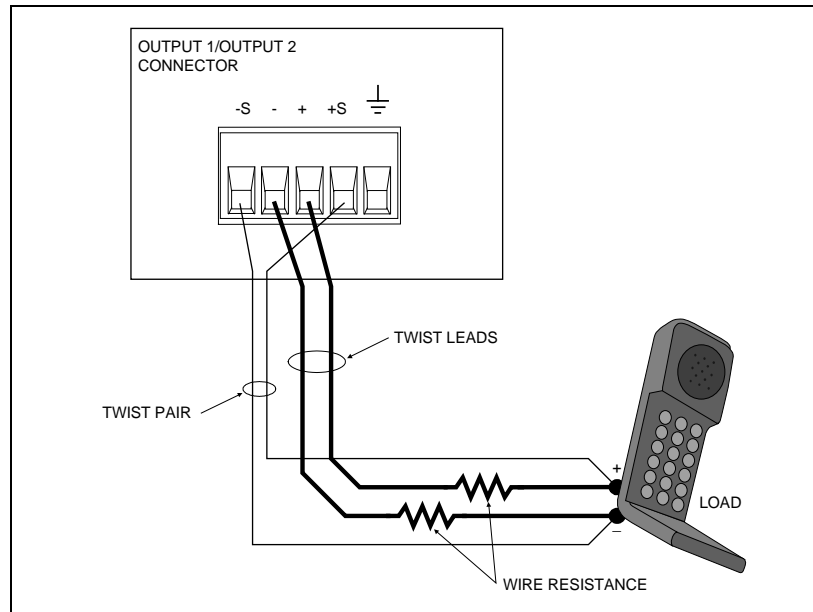 OUTPUT 1/OUTPUT 2
CONNECTOR
-S - + +S
TWIST LEADS
TWIST PAIR
+
LOAD
–
WIRE RESISTANCE